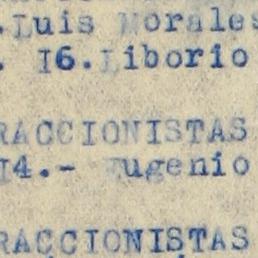 .Luis Morales
. I6.Liborio
RACCIONISTAS
I4.- Eugenio
RACCIONISTAS